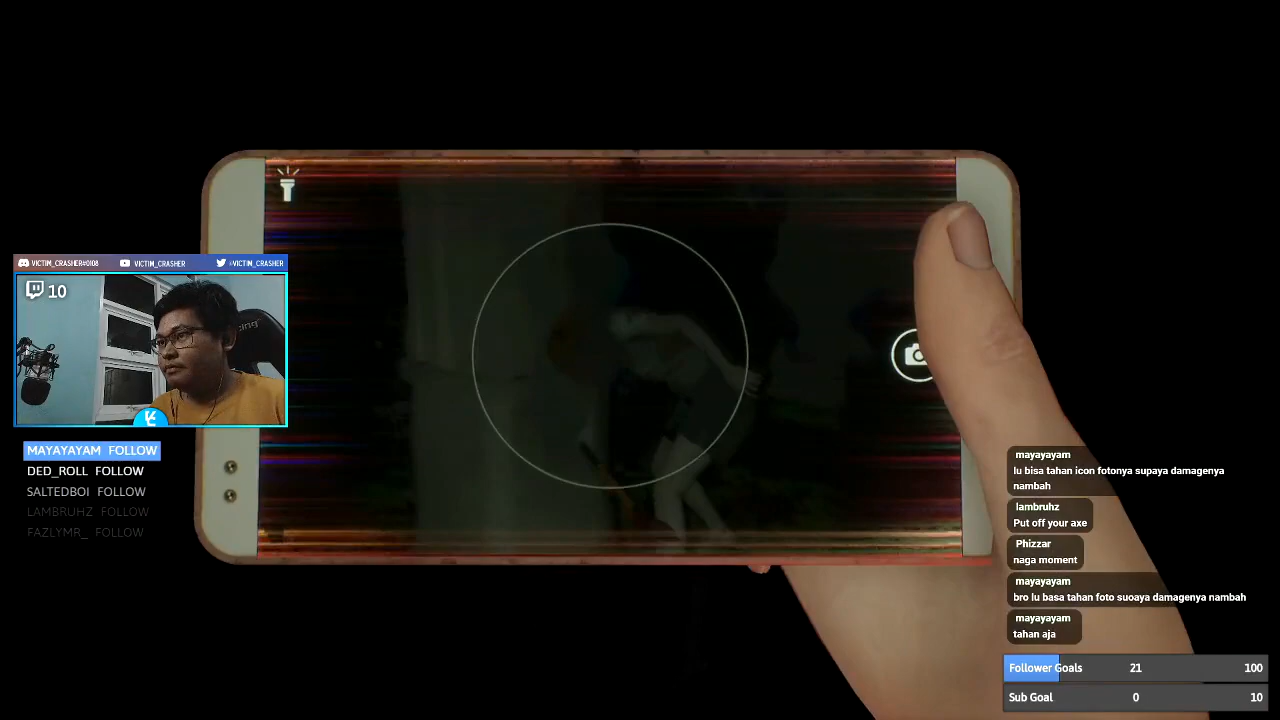 VICTIM_CRASHER#0108
VICTIM_CRASHER
@VICTIM_CRASHER
10
MAYAYAYAM FOLLOW
DED_ROLL FOLLOW
SALTEDBOI FOLLOW
LAMBRUHZ FOLLOW
FAZLYMR_ FOLLOW
mayayayam
lu bisa tahan icon fotonya supaya damagenya
nambah
lambruhz
Put off your axe
Phizzar
naga moment
mayayayam
bro lu basa tahan foto suoaya damagenya nambah
mayayayam
tahan aja
Follower Goals 21 100
Sub Goal 0 10